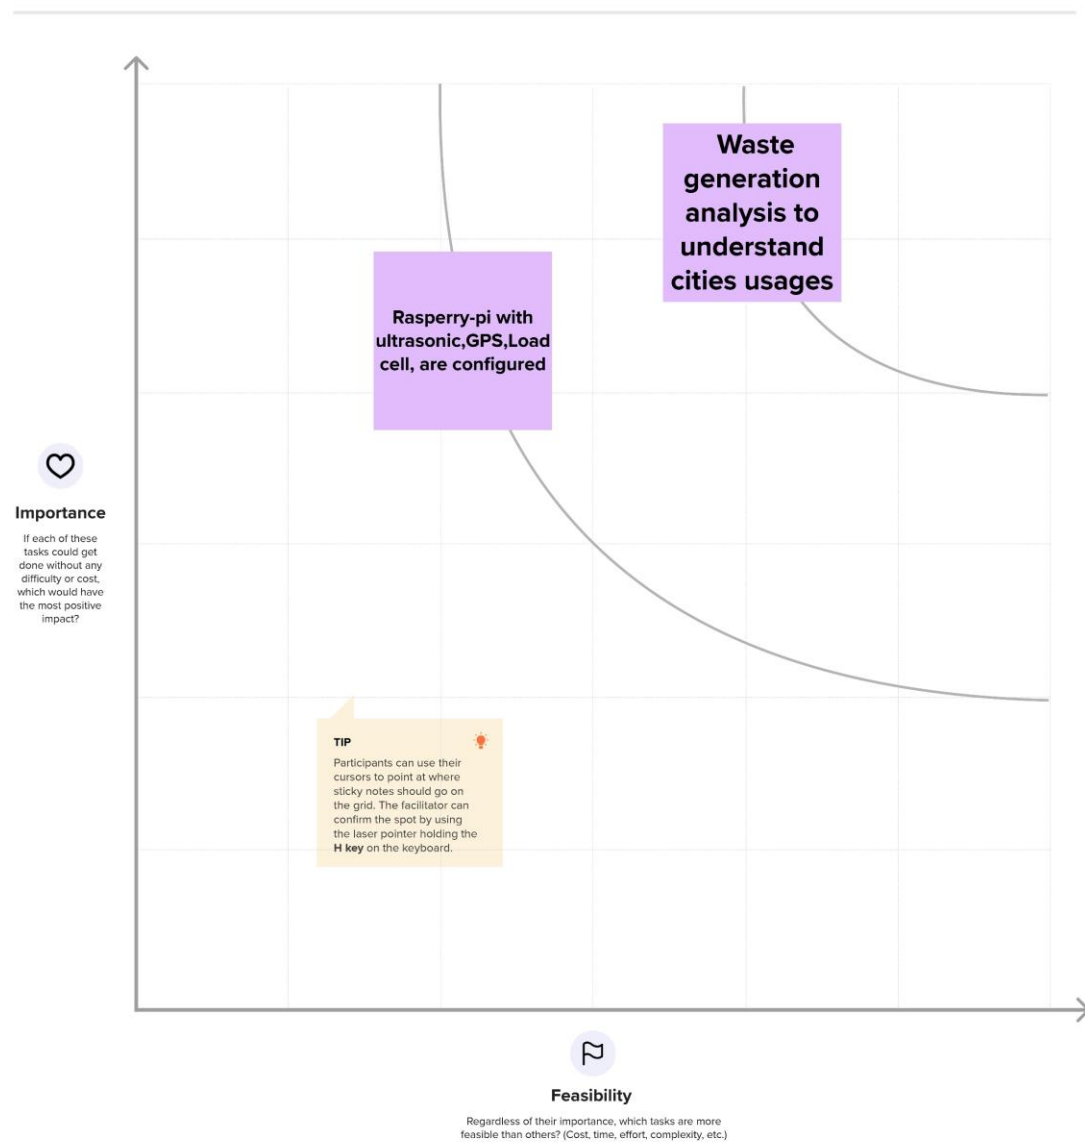 Waste
generation
analysis to
understand
cities usages
Rasperry-pi with
ultrasonic,GPS,Load
cell, are configured
Importance
If each of these
tasks could get
done without any
difficulty or cost,
which would have
the most positive
impact?
TIP
Participants can use their
cursors to point at where
sticky notes should go on
the grid. The facilitator can
confirm the spot by using
the laser pointer holding the
H key on the keyboard.
Feasibility
Regardless of their importance, which tasks are more
feasible than others? (Cost, time, effort, complexity, etc.)